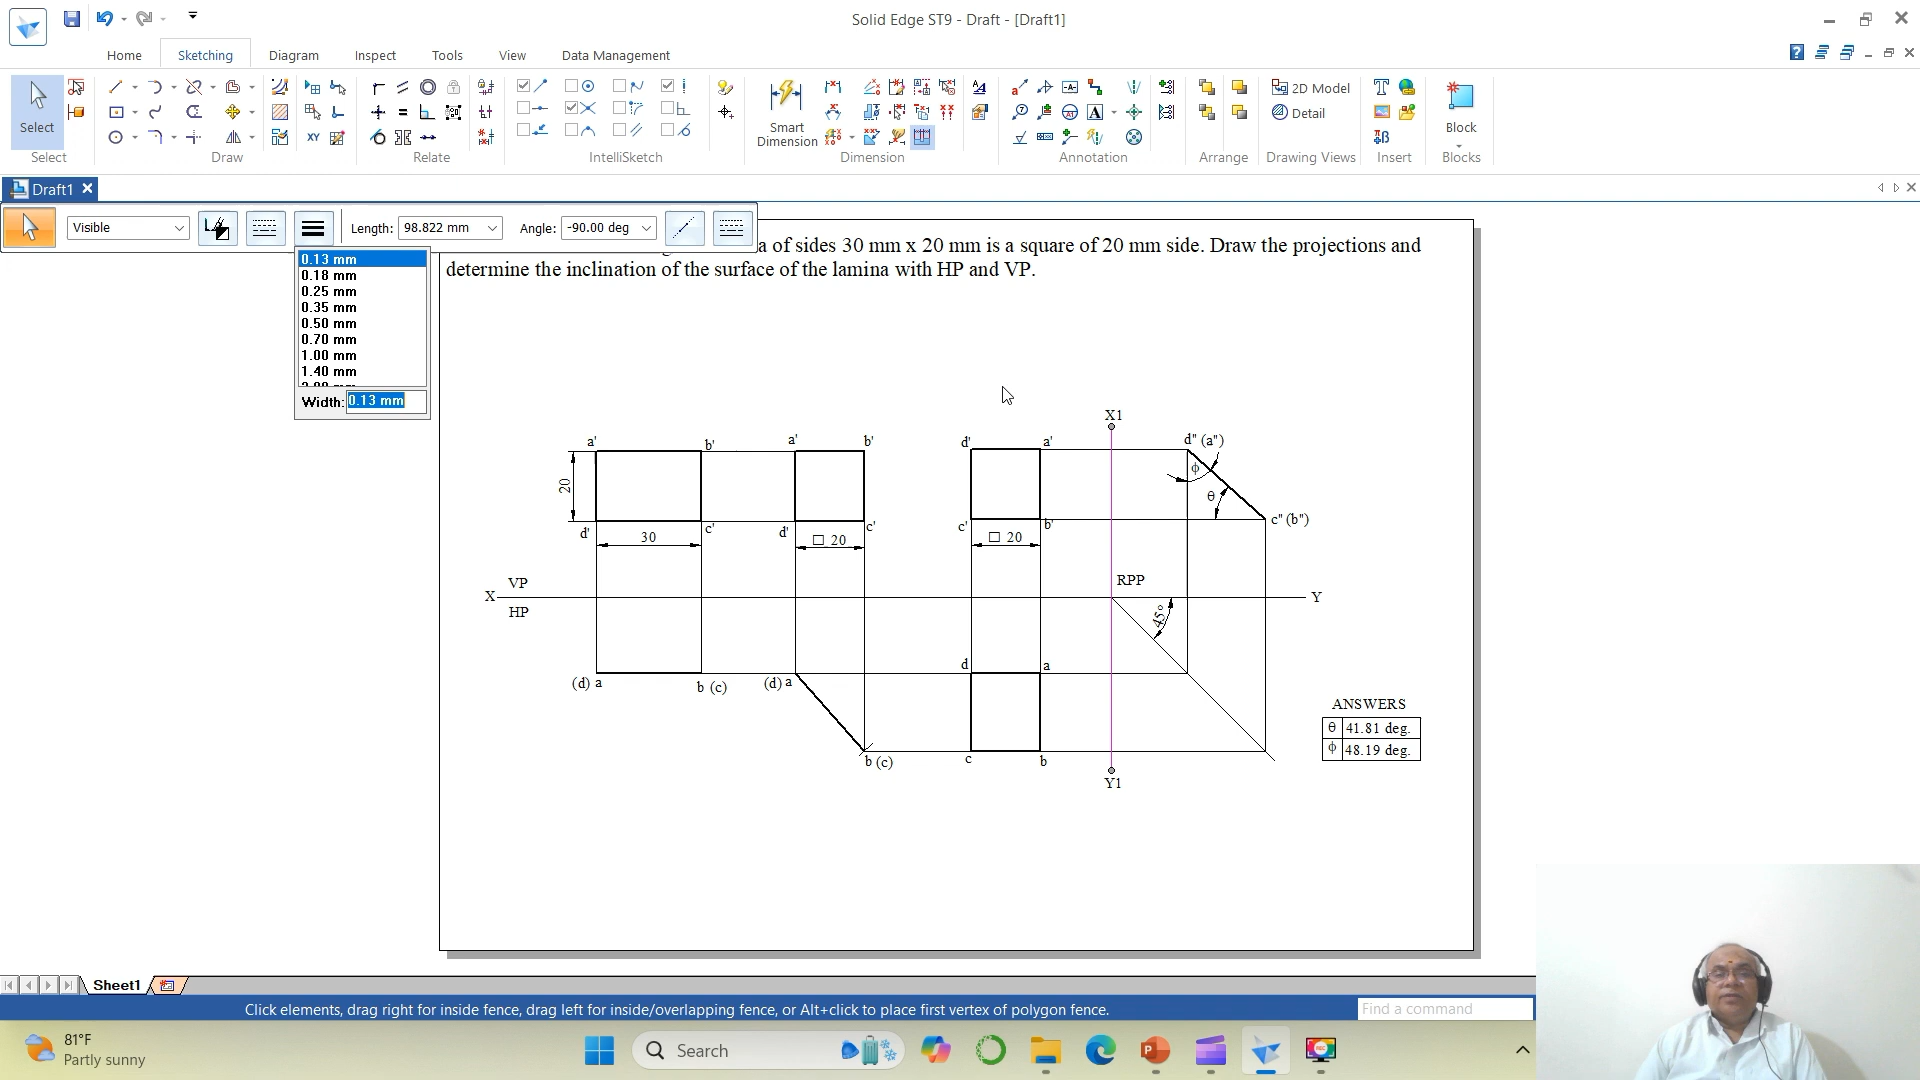 Solid Edge ST9 - Draft - [Draft1]
Home Sketching Diagram Inspect Tools View Data Management
Select
Smart Dimension
2D Model
Detail
Block
Select Draw Relate IntelliSketch Dimension Annotation Arrange Drawing Views Insert Blocks
Draft1
Visible Length: 98.822 mm Angle: -90.00 deg
0.13 mm
0.18 mm
0.25 mm
0.35 mm
0.50 mm
0.70 mm
1.00 mm
1.40 mm
Width: 0.13 mm
a of sides 30 mm x 20 mm is a square of 20 mm side. Draw the projections and
determine the inclination of the surface of the lamina with HP and VP.
X1
a' b' a' b' d' a' d" (a")
ϕ
20
θ
d' c' d' c' c' b' c" (b")
30 □ 20 □ 20
VP RPP
X Y
HP 45°
d a
(d) a b (c) (d) a
b (c) c b
Y1
ANSWERS
θ 41.81 deg.
ϕ 48.19 deg.
Sheet1
Click elements, drag right for inside fence, drag left for inside/overlapping fence, or Alt+click to place first vertex of polygon fence.
Find a command
81°F
Partly sunny
Search